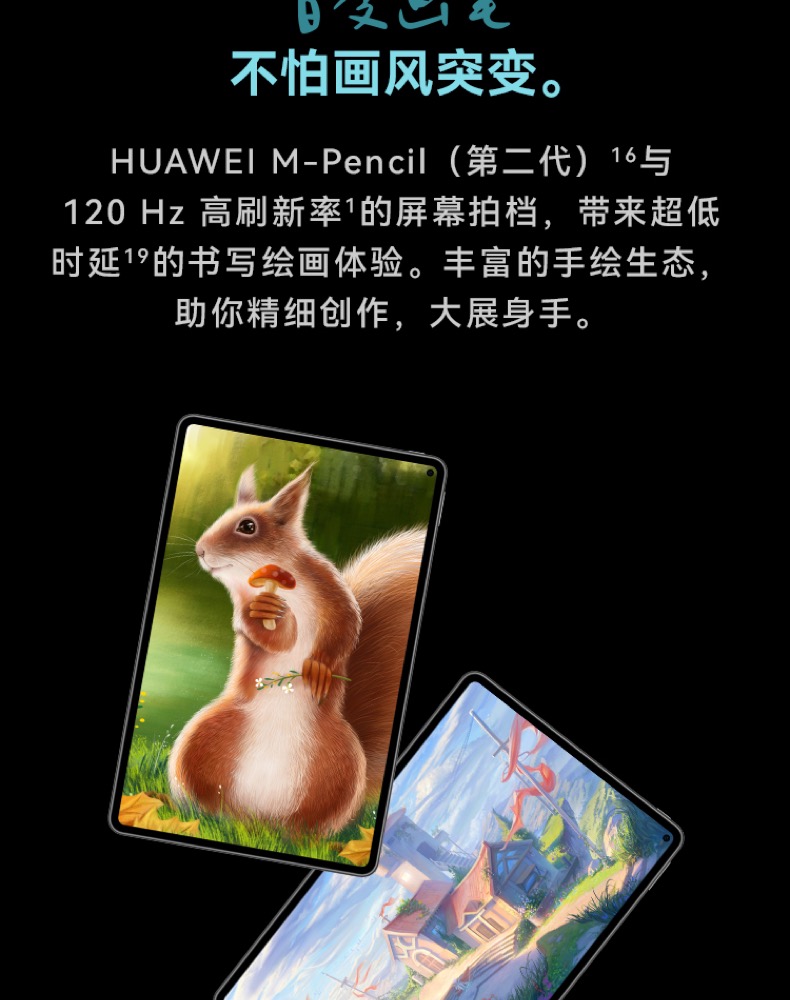 不怕画风突变。
HUAWEI M-Pencil（第二代）¹⁶与
120 Hz 高刷新率¹的屏幕拍档，带来超低
时延¹⁹的书写绘画体验。丰富的手绘生态，
助你精细创作，大展身手。